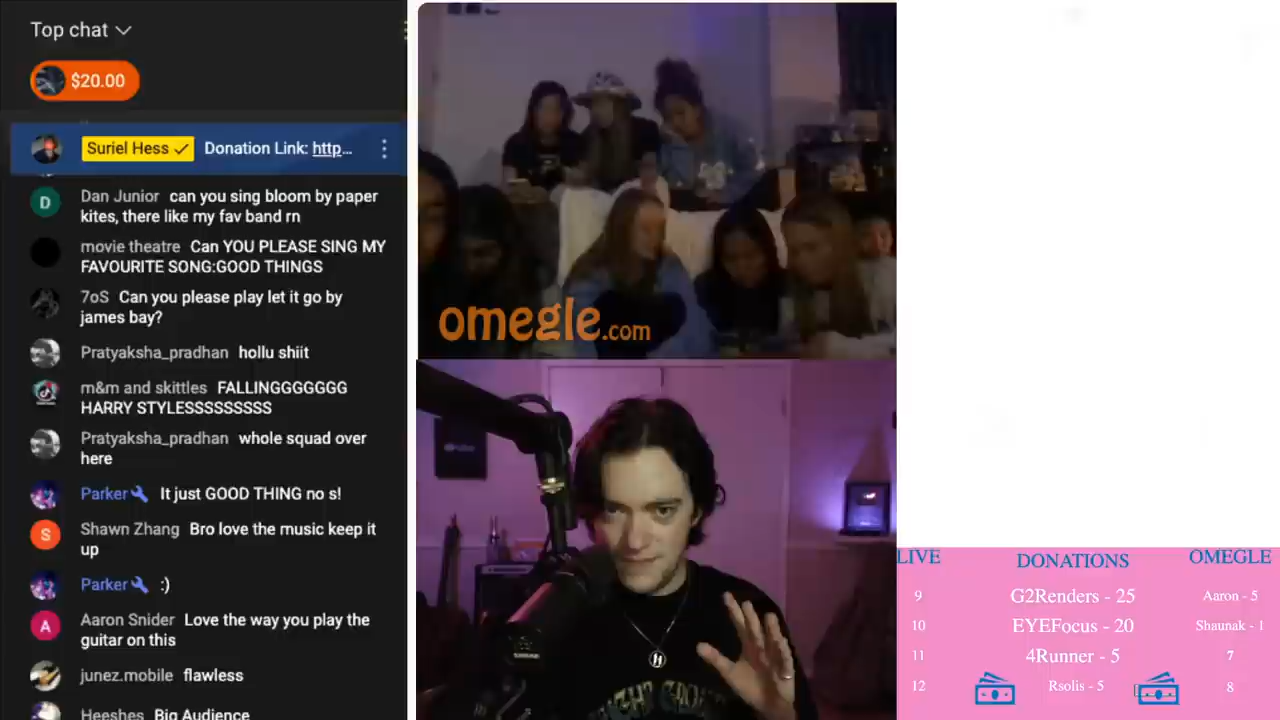 Top chat
$20.00
Suriel Hess Donation Link: http...
Dan Junior can you sing bloom by paper
kites, there like my fav band rn
movie theatre Can YOU PLEASE SING MY
FAVOURITE SONG:GOOD THINGS
7oS Can you please play let it go by
james bay?
Pratyaksha_pradhan hollu shiit
m&m and skittles FALLINGGGGGGG
HARRY STYLESSSSSSSSS
Pratyaksha_pradhan whole squad over
here
Parker It just GOOD THING no s!
Shawn Zhang Bro love the music keep it
up
Parker :)
Aaron Snider Love the way you play the
guitar on this
junez.mobile flawless
Heeshes Big Audience
omegle.com
LIVE DONATIONS OMEGLE
9 G2Renders - 25 Aaron - 5
10 EYEFocus - 20 Shaunak - 1
11 4Runner - 5 7
12 Rsolis - 5 8